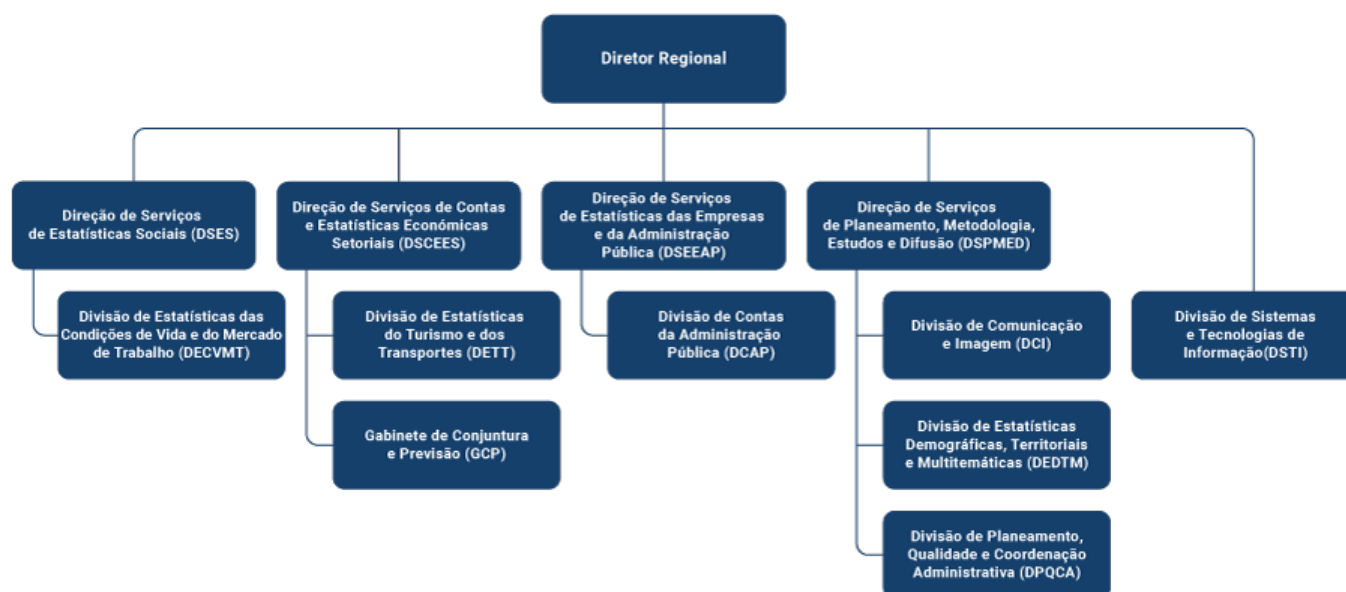 Diretor Regional
Direção de Serviços
de Estatísticas Sociais (DSES)
Direção de Serviços de Contas
e Estatísticas Económicas
Setoriais (DSCEES)
Direção de Serviços
de Estatísticas das Empresas
e da Administração
Pública (DSEEAP)
Direção de Serviços
de Planeamento, Metodologia,
Estudos e Difusão (DSPMED)
Divisão de Estatísticas das
Condições de Vida e do Mercado
de Trabalho (DECVMT)
Divisão de Estatísticas
do Turismo e dos
Transportes (DETT)
Divisão de Contas
da Administração
Pública (DCAP)
Divisão de Comunicação
e Imagem (DCI)
Divisão de Sistemas
e Tecnologias de
Informação(DSTI)
Gabinete de Conjuntura
e Previsão (GCP)
Divisão de Estatísticas
Demográficas, Territoriais
e Multitemáticas (DEDTM)
Divisão de Planeamento,
Qualidade e Coordenação
Administrativa (DPQCA)